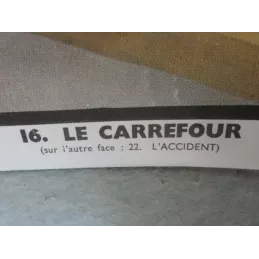 16. LE CARREFOUR
(sur l'autre face : 22. L'ACCIDENT)